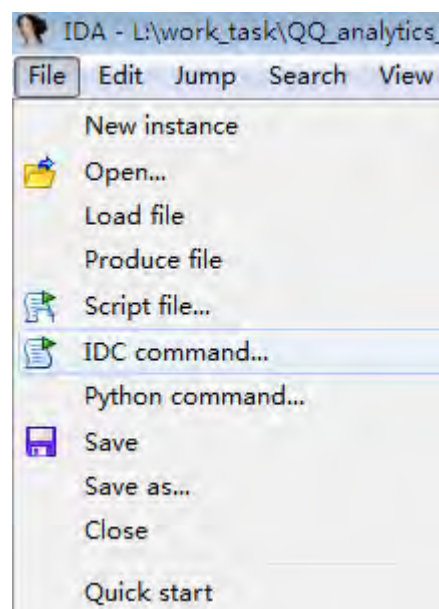 IDA - L:\work_task\QQ_analytics_
File Edit Jump Search View
New instance
Open...
Load file
Produce file
Script file...
IDC command...
Python command...
Save
Save as...
Close
Quick start